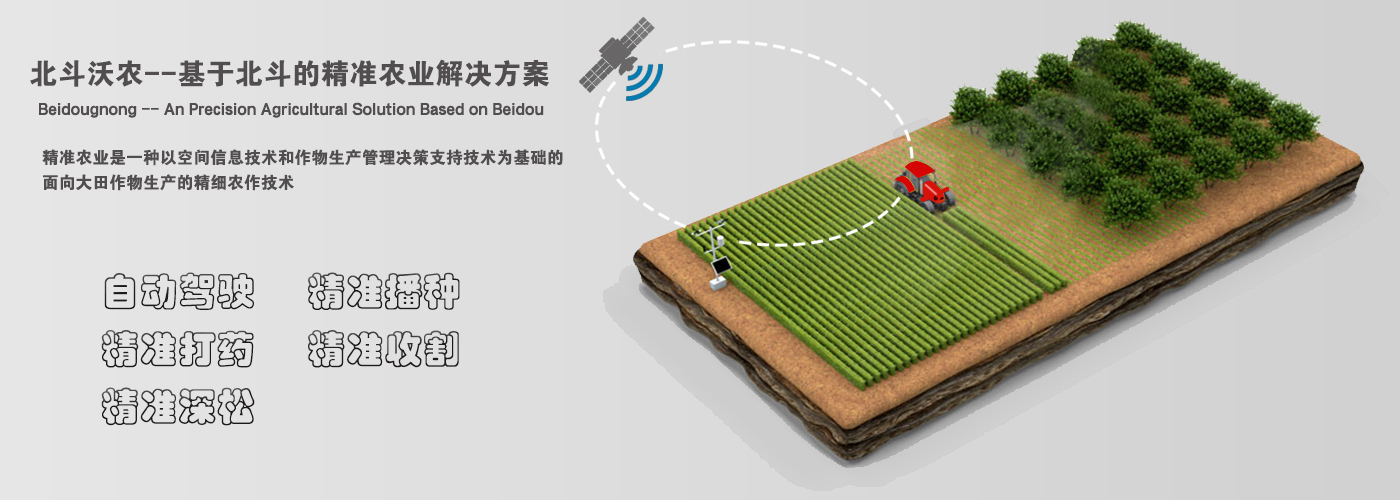 北斗沃农--基于北斗的精准农业解决方案
Beidougnong -- An Precision Agricultural Solution Based on Beidou
精准农业是一种以空间信息技术和作物生产管理决策支持技术为基础的
面向大田作物生产的精细农作技术
自动驾驶 精准播种
精准打药 精准收割
精准深松